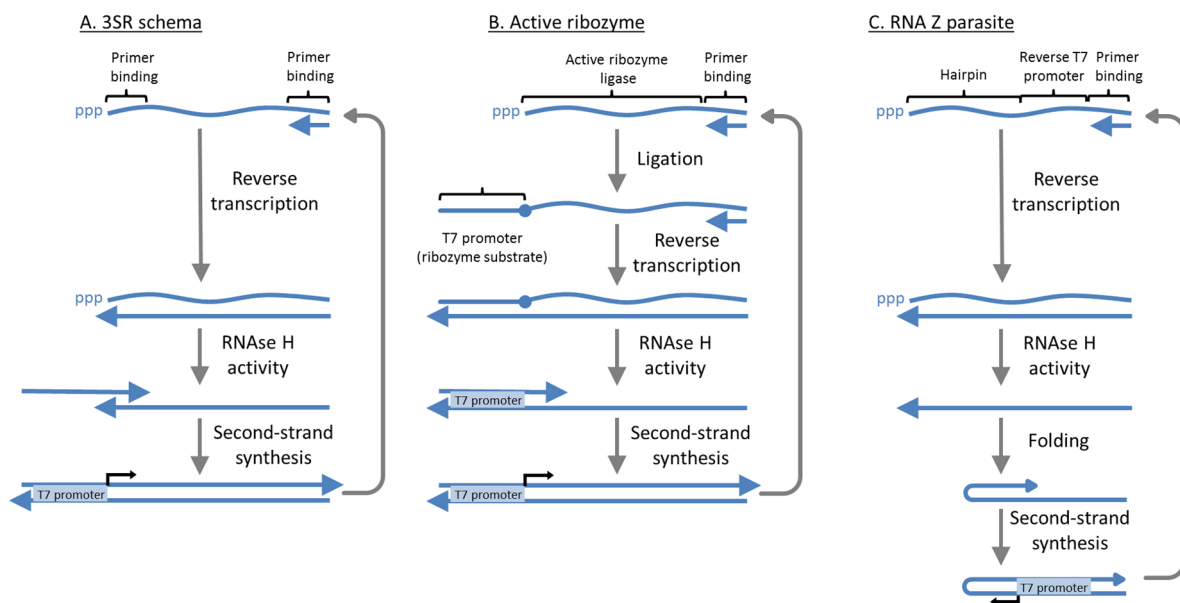 A. 3SR schema
Primer
binding
Primer
binding
ppp
Reverse
transcription
ppp
RNAse H
activity
Second-strand
synthesis
T7 promoter
B. Active ribozyme
Active ribozyme
ligase
Primer
binding
ppp
Ligation
T7 promoter
(ribozyme substrate)
Reverse
transcription
RNAse H
activity
T7 promoter
Second-strand
synthesis
T7 promoter
C. RNA Z parasite
Hairpin
Reverse T7
promoter
Primer
binding
ppp
Reverse
transcription
ppp
RNAse H
activity
Folding
Second-strand
synthesis
T7 promoter